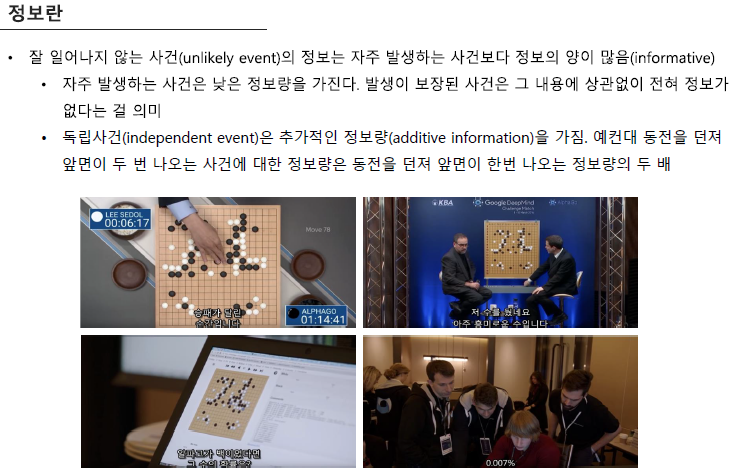 정보란
• 잘 일어나지 않는 사건(unlikely event)의 정보는 자주 발생하는 사건보다 정보의 양이 많음(informative)
• 자주 발생하는 사건은 낮은 정보량을 가진다. 발생이 보장된 사건은 그 내용에 상관없이 전혀 정보가
없다는 걸 의미
• 독립사건(independent event)은 추가적인 정보량(additive information)을 가짐. 예컨대 동전을 던져
앞면이 두 번 나오는 사건에 대한 정보량은 동전을 던져 앞면이 한번 나오는 정보량의 두 배
LEE SEDOL
00:06:17
Move 78
ALPHAGO
01:14:41
승패가 달린
순간입니다
KBA
Google DeepMind
Challenge Match
저 수를 뒀네요
아주 흥미로운 수입니다
알파고가 백이었다면
그 수의 확률은?
0.007%